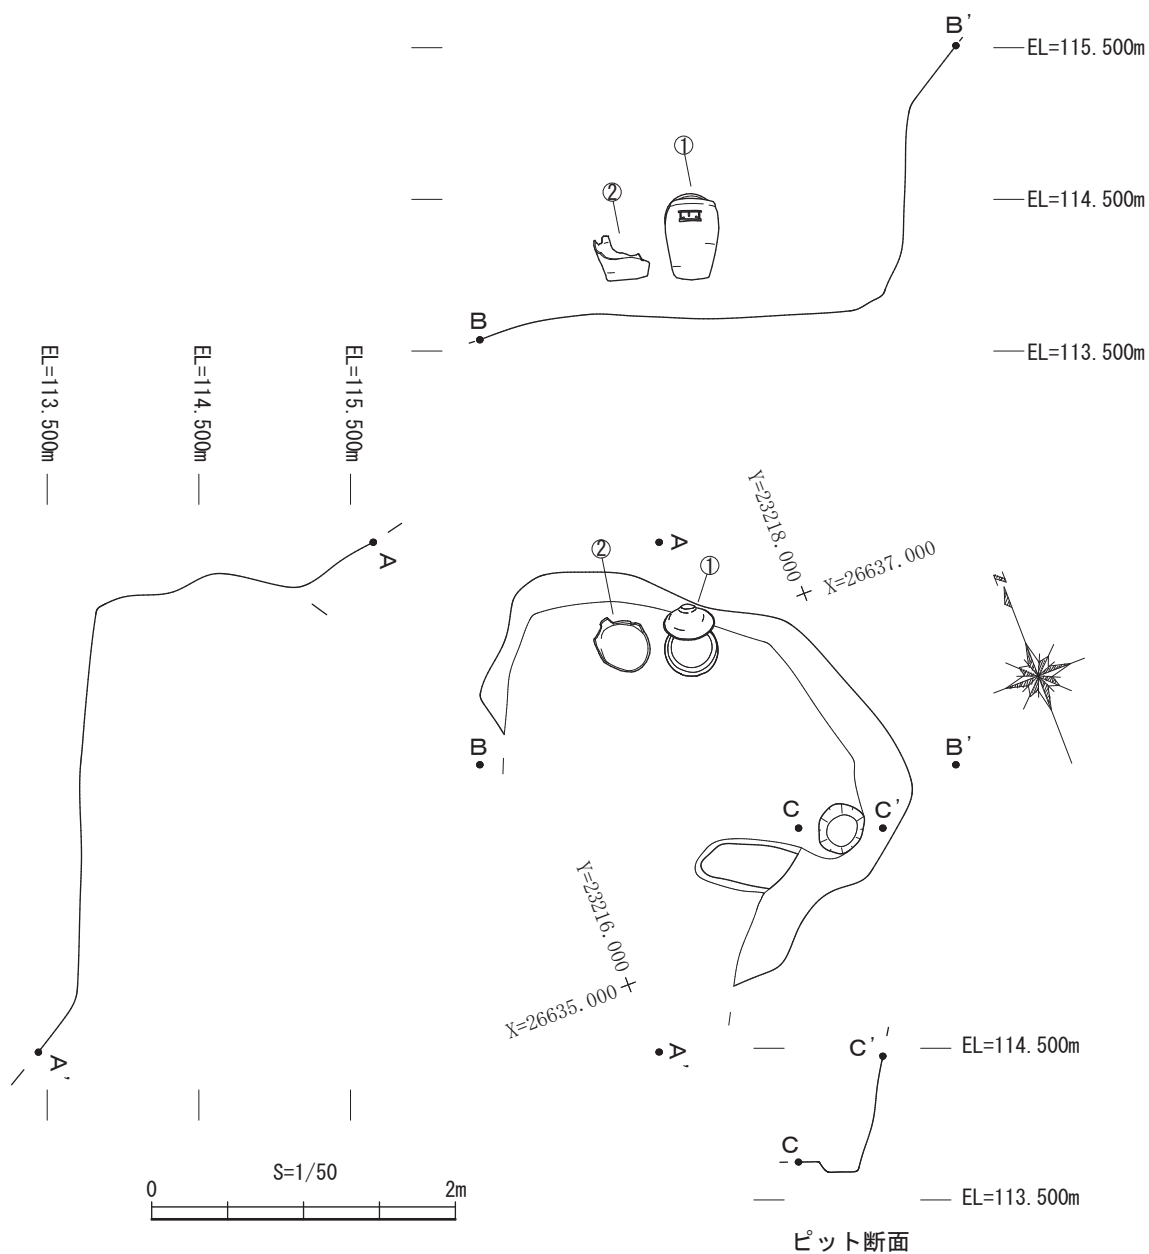 B'
EL=115.500m
①
②
EL=114.500m
B
EL=113.500m
EL=113.500m
EL=114.500m
EL=115.500m
Y=23218.000
X=26637.000
A
②
A
①
N
B
B'
C
C'
Y=23216.000
X=26635.000
A'
A'
C'
EL=114.500m
C
S=1/50
0
2m
EL=113.500m
ピット断面